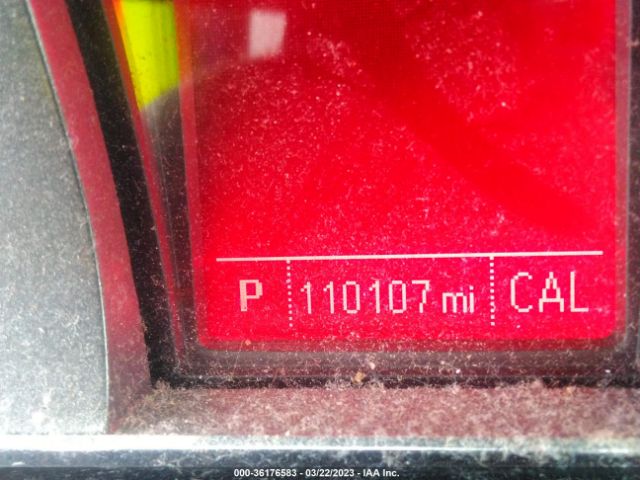 P 110107 mi CAL
000-36176583 - 03/22/2023 - IAA Inc.